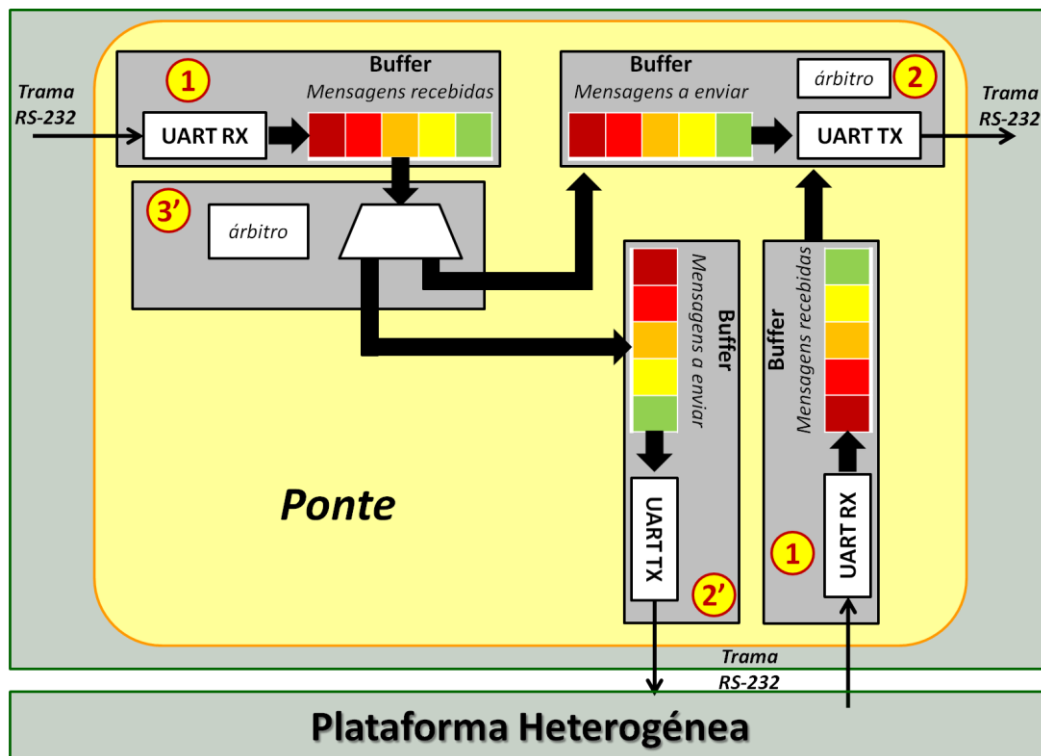 1
Buffer
Mensagens recebidas
UART RX
Trama
RS-232
Buffer
Mensagens a enviar
árbitro
2
UART TX
Trama
RS-232
3’
árbitro
Mensagens a enviar
Buffer
UART TX
2’
Buffer
Mensagens recebidas
UART RX
1
Ponte
Trama
RS-232
Plataforma Heterogénea